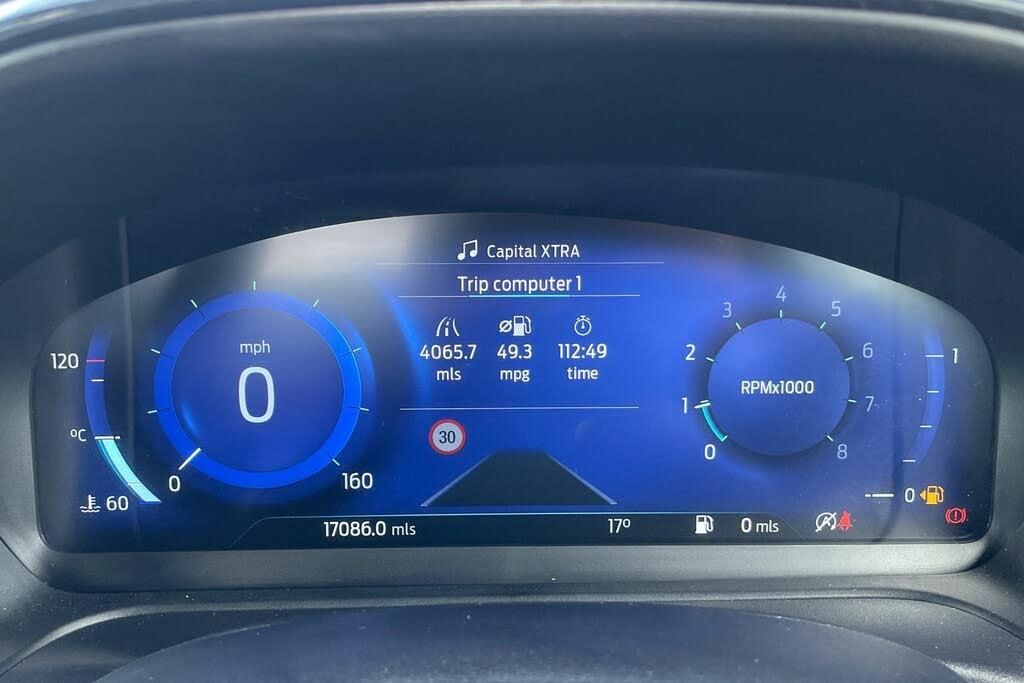 Capital XTRA
Trip computer 1
4065.7 49.3 112:49
mls mpg time
30
120
°C
60
mph
0
0 160
RPMx1000
0 1 2 3 4 5 6 7 8
1
0
17086.0 mls 17° 0 mls